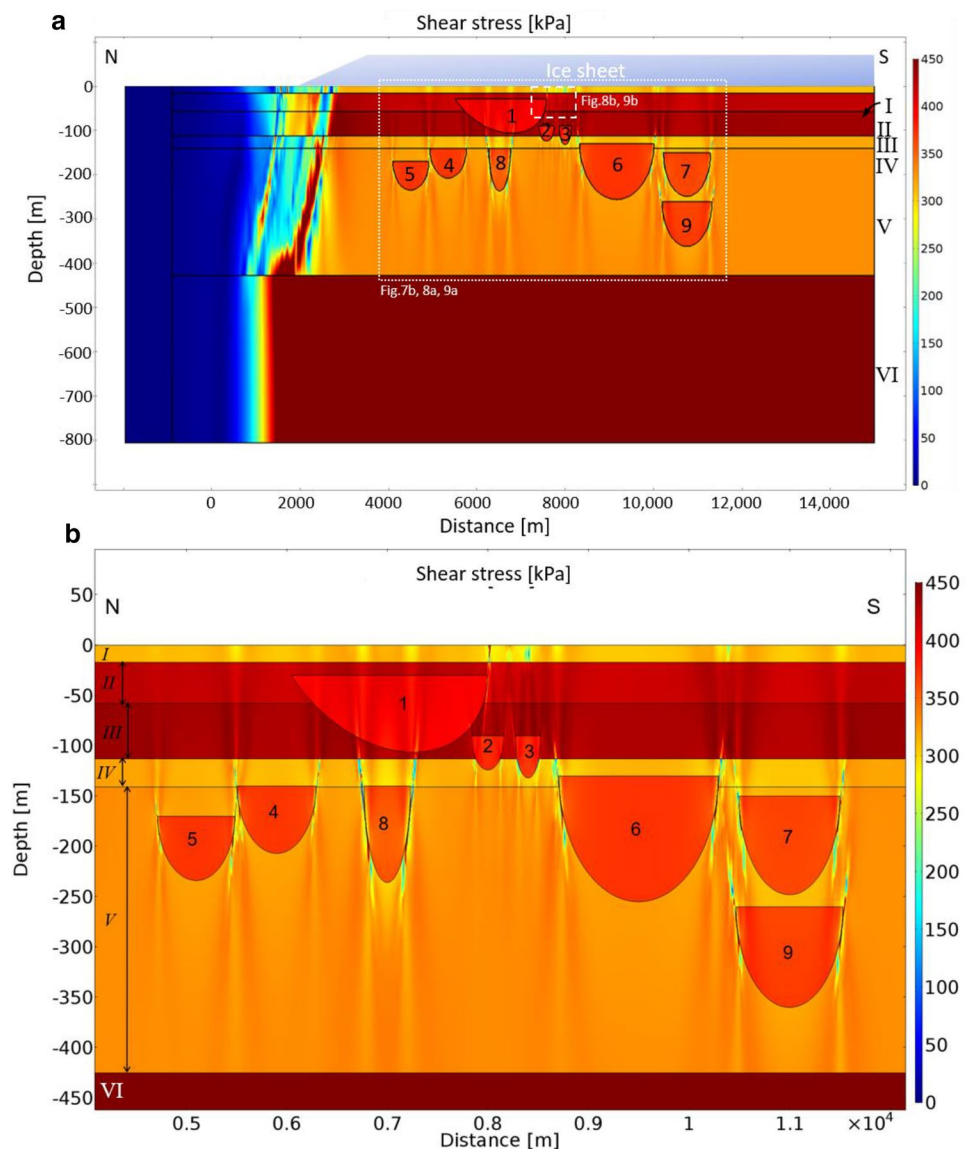 a
Shear stress [kPa]
N
S
Ice sheet
450
400
350
300
250
200
150
100
50
0
0
-100
-200
-300
-400
-500
-600
-700
-800
Depth [m]
Fig.8b, 9b
1
2
3
5
4
8
6
7
9
Fig.7b, 8a, 9a
I
II
III
IV
V
VI
0 2000 4000 6000 8000 10,000 12,000 14,000
Distance [m]
b
Shear stress [kPa]
N
S
50
0
-50
-100
-150
-200
-250
-300
-350
-400
-450
Depth [m]
I
II
III
IV
V
VI
1
2
3
5
4
8
6
7
9
450
400
350
300
250
200
150
100
50
0
0.5 0.6 0.7 0.8 0.9 1 1.1 ×10⁴
Distance [m]